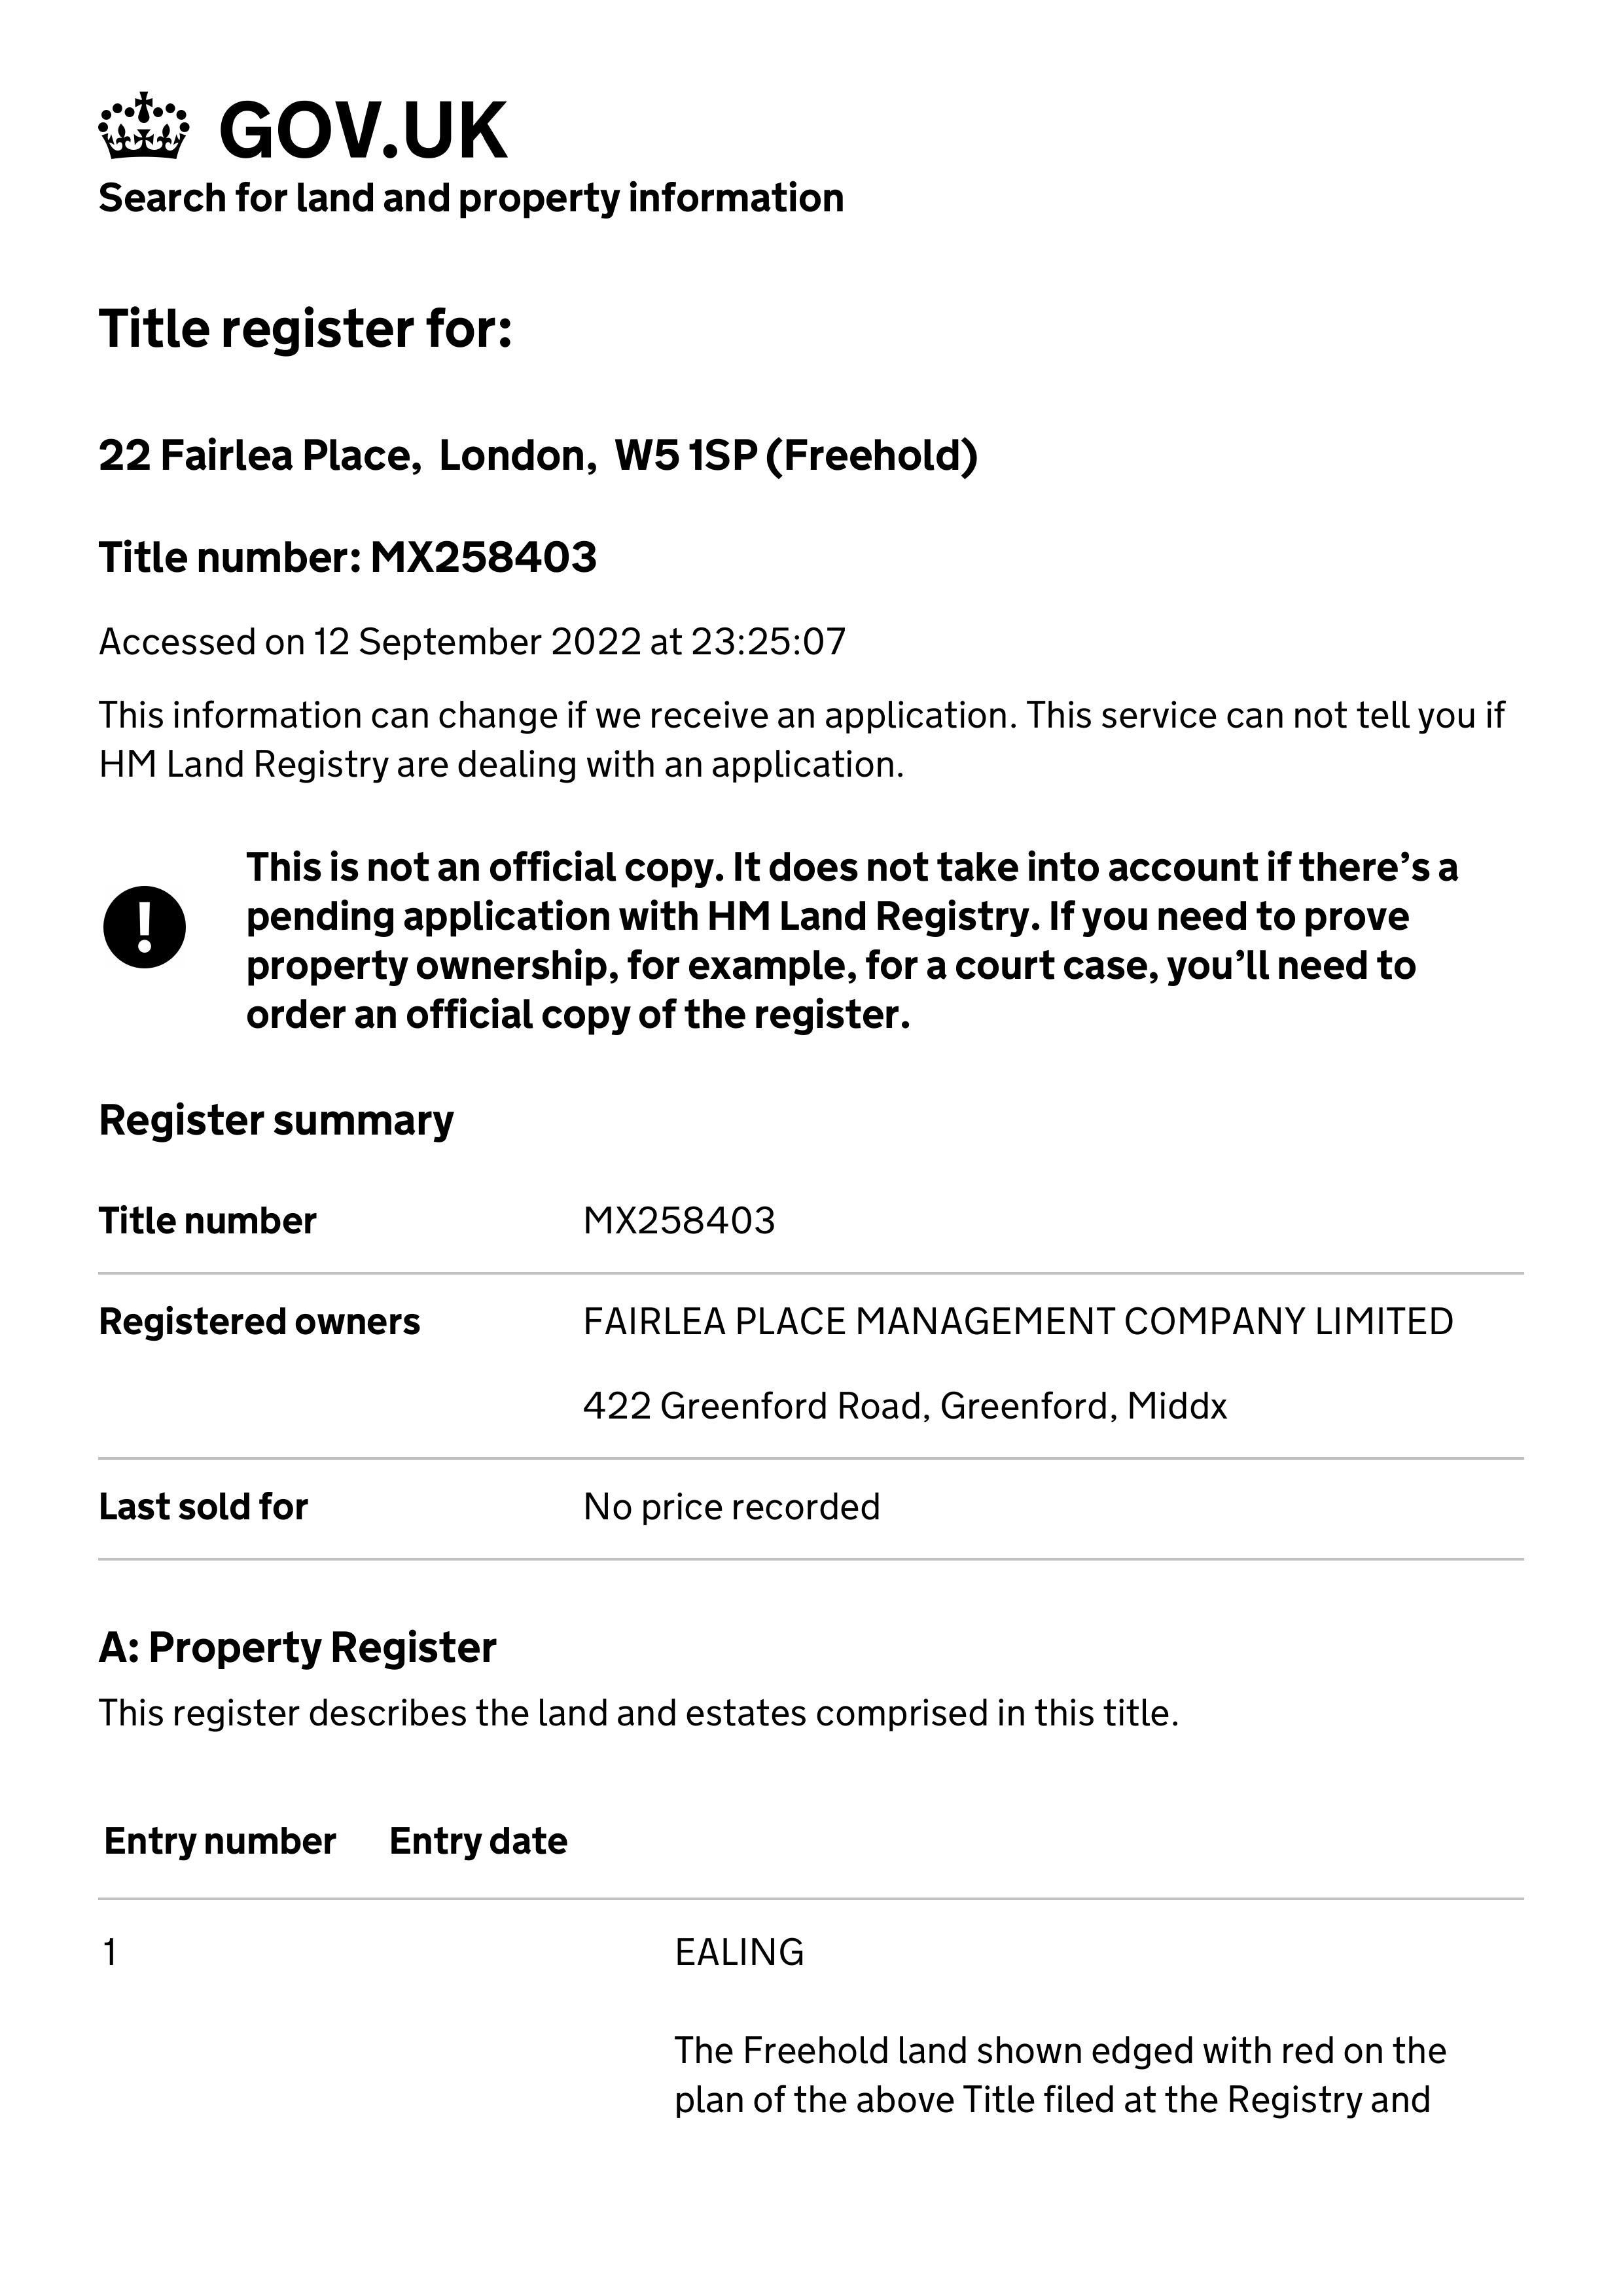 GOV.UK
Search for land and property information
Title register for:
22 Fairlea Place, London, W5 1SP (Freehold)
Title number: MX258403
Accessed on 12 September 2022 at 23:25:07
This information can change if we receive an application. This service can not tell you if
HM Land Registry are dealing with an application.
This is not an official copy. It does not take into account if there’s a
pending application with HM Land Registry. If you need to prove
property ownership, for example, for a court case, you’ll need to
order an official copy of the register.
Register summary
Title number MX258403
Registered owners FAIRLEA PLACE MANAGEMENT COMPANY LIMITED
422 Greenford Road, Greenford, Middx
Last sold for No price recorded
A: Property Register
This register describes the land and estates comprised in this title.
Entry number Entry date
1 EALING
The Freehold land shown edged with red on the
plan of the above Title filed at the Registry and